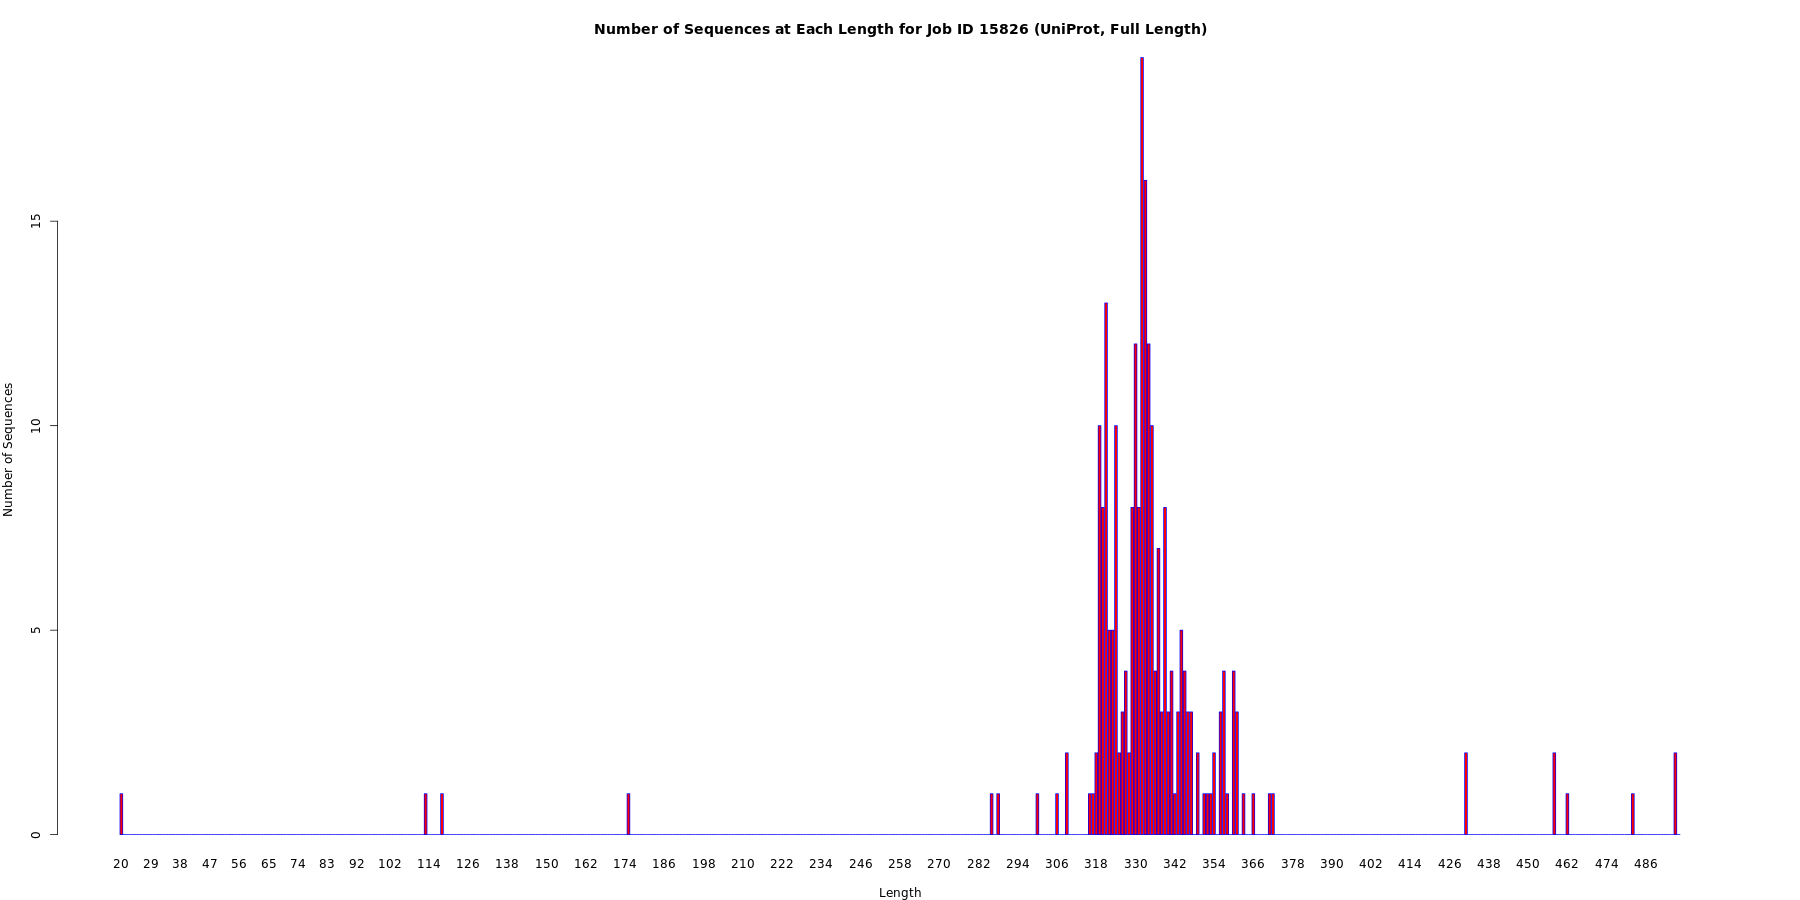 Number of Sequences at Each Length for Job ID 15826 (UniProt, Full Length)
15
10
5
0
Number of Sequences
20 29 38 47 56 65 74 83 92 102 114 126 138 150 162 174 186 198 210 222 234 246 258 270 282 294 306 318 330 342 354 366 378 390 402 414 426 438 450 462 474 486
Length